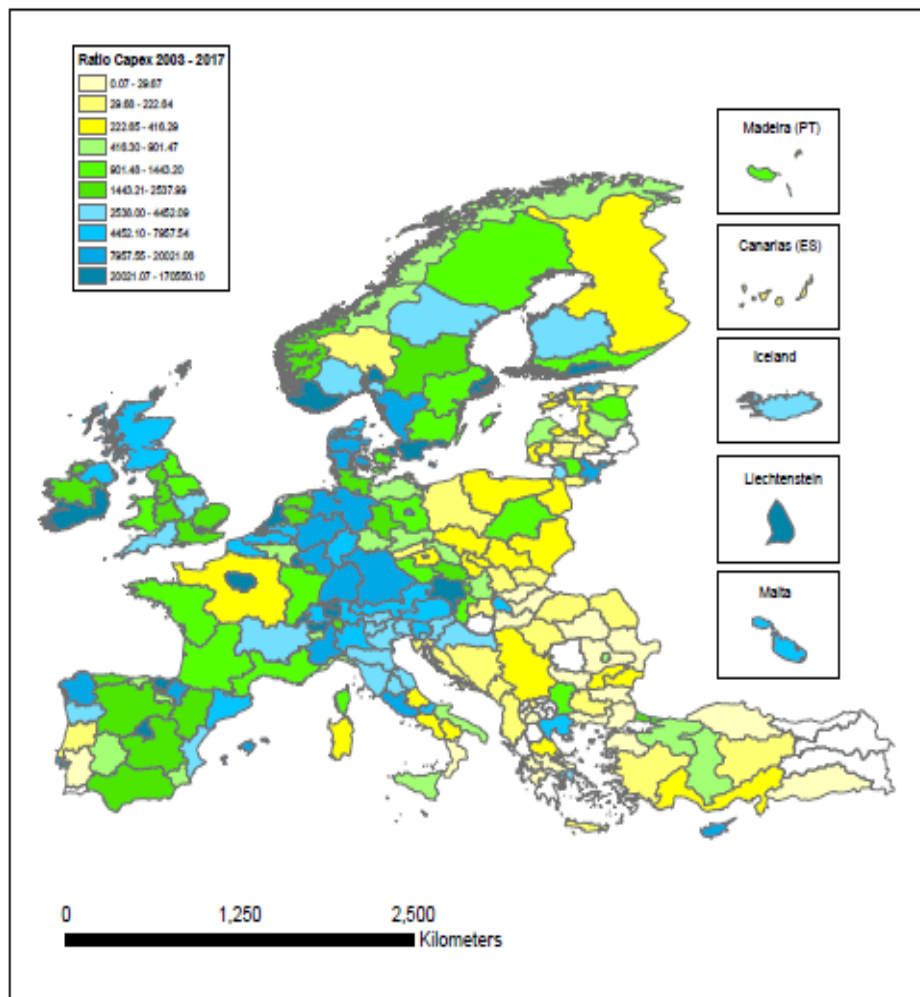 Ratio Capex 2003 - 2017
0.07 - 29.67
29.68 - 222.64
222.65 - 416.29
416.30 - 901.47
901.48 - 1443.20
1443.21- 2537.99
2538.00 - 4452.09
4452.10 - 7957.54
7957.55 - 20021.06
20021.07 - 170550.10
Madeira (PT)
Canarias (ES)
Iceland
Liechtenstein
Malta
0
1,250
2,500
Kilometers